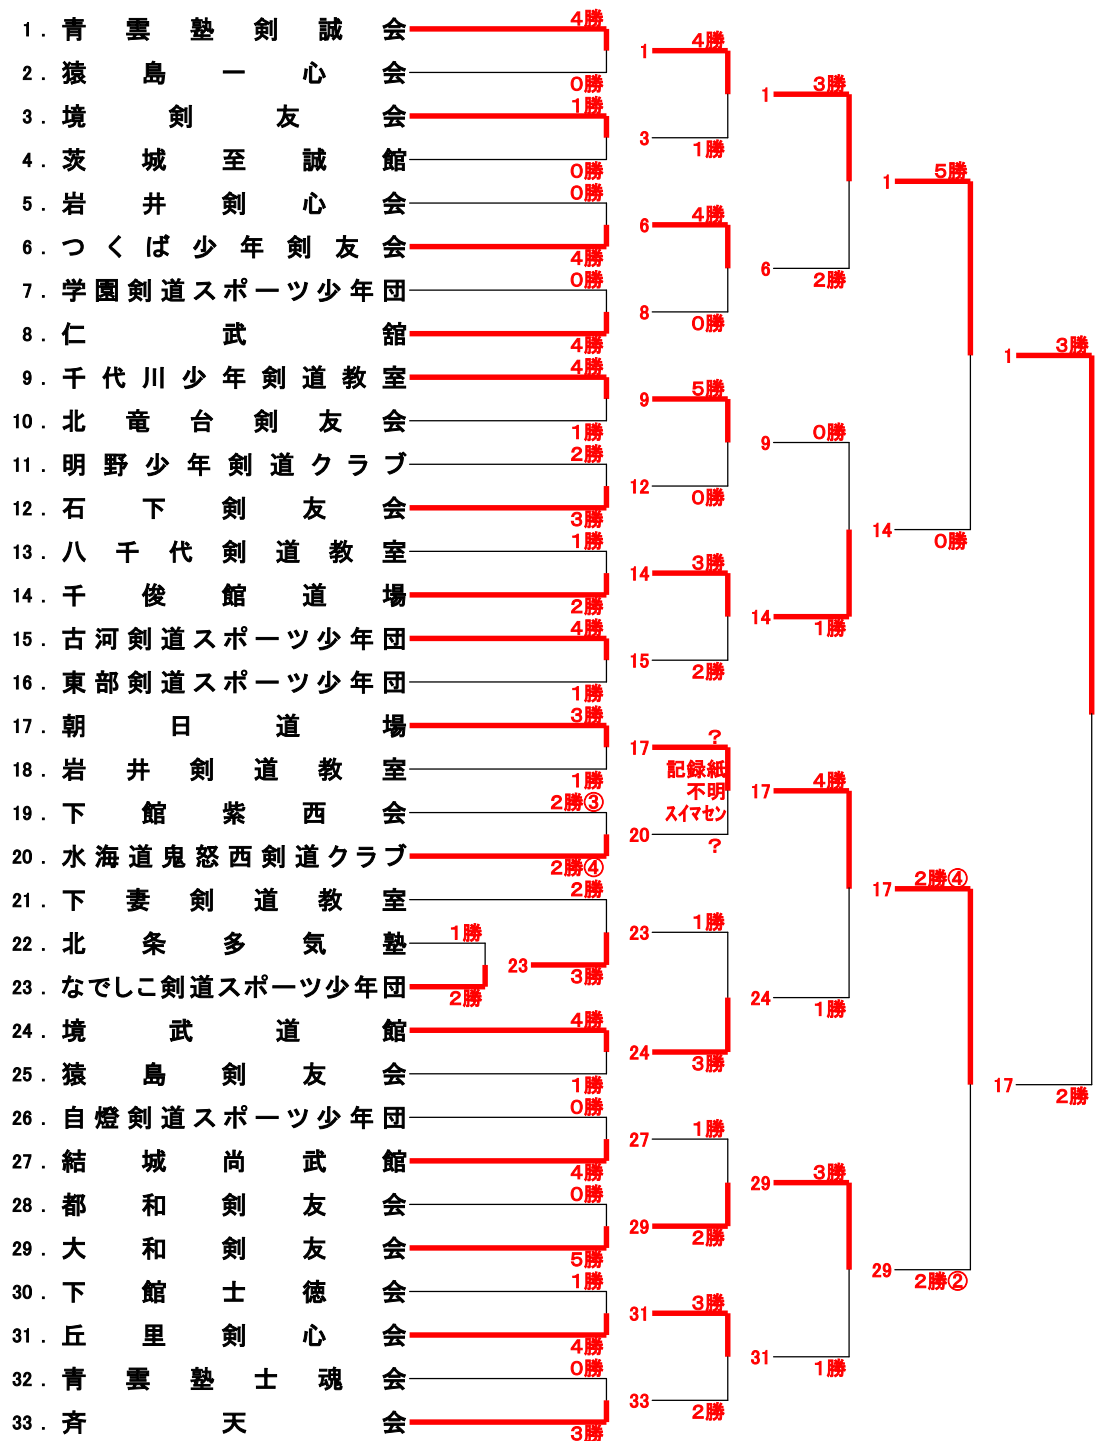 1. 青雲塾剣誠会
2. 猿島一心会
3. 境剣友会
4. 茨城至誠館
5. 岩井剣心会
6. つくば少年剣友会
7. 学園剣道スポーツ少年団
8. 仁武舘
9. 千代川少年剣道教室
10. 北竜台剣友会
11. 明野少年剣道クラブ
12. 石下剣友会
13. 八千代剣道教室
14. 千俊館道場
15. 古河剣道スポーツ少年団
16. 東部剣道スポーツ少年団
17. 朝日道場
18. 岩井剣道教室
19. 下館紫西会
20. 水海道鬼怒西剣道クラブ
21. 下妻剣道教室
22. 北条多気塾
23. なでしこ剣道スポーツ少年団
24. 境武道館
25. 猿島剣友会
26. 自燈剣道スポーツ少年団
27. 結城尚武館
28. 都和剣友会
29. 大和剣友会
30. 下館士徳会
31. 丘里剣心会
32. 青雲塾士魂会
33. 斉天会
1勝
2勝
4勝
0勝
1勝
0勝
0勝
4勝
0勝
4勝
4勝
1勝
2勝
3勝
1勝
2勝
4勝
1勝
3勝
1勝
2勝③
2勝④
2勝
23
3勝
4勝
1勝
0勝
4勝
0勝
5勝
1勝
4勝
0勝
3勝
1 4勝
3 1勝
6 4勝
8 0勝
9 5勝
12 0勝
14 3勝
15 2勝
17 ?
記録紙
不明
スイマセン
20 ?
23 1勝
24 3勝
27 1勝
29 2勝
31 3勝
33 2勝
1 3勝
6 2勝
9 0勝
14 1勝
17 4勝
24 1勝
29 3勝
31 1勝
1 5勝
14 0勝
17 2勝④
29 2勝②
1 3勝
17 2勝